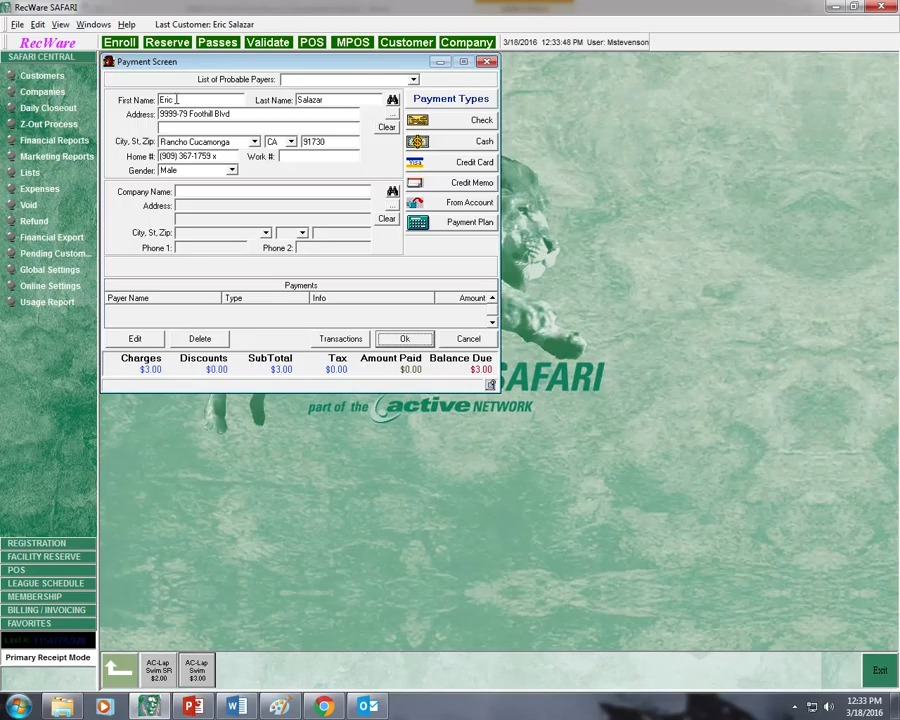 RecWare SAFARI
File Edit View Windows Help Last Customer: Eric Salazar
RecWare Enroll Reserve Passes Validate POS MPOS Customer Company 3/18/2016 12:33:48 PM User: Mstevenson
SAFARI CENTRAL
Customers
Companies
Daily Closeout
Z-Out Process
Financial Reports
Marketing Reports
Lists
Expenses
Void
Refund
Financial Export
Pending Custom...
Global Settings
Online Settings
Usage Report
REGISTRATION
FACILITY RESERVE
POS
LEAGUE SCHEDULE
MEMBERSHIP
BILLING / INVOICING
FAVORITES
Primary Receipt Mode
Payment Screen
List of Probable Payers:
First Name: Eric Last Name: Salazar
Address: 9999-79 Foothill Blvd
... Clear
City, St, Zip: Rancho Cucamonga CA 91730
Home #: (909) 367-1759 x Work #:
Gender: Male
Company Name:
Address: ...
Clear
City, St, Zip:
Phone 1: Phone 2:
Payment Types
Check
Cash
Credit Card
Credit Memo
From Account
Payment Plan
Payments
Payer Name Type Info Amount
Edit Delete Transactions Ok Cancel
Charges Discounts SubTotal Tax Amount Paid Balance Due
$3.00 $0.00 $3.00 $0.00 $0.00 $3.00
SAFARI
part of the active NETWORK
AC-Lap Swim SR $2.00
AC-Lap Swim $3.00
Exit
12:33 PM
3/18/2016